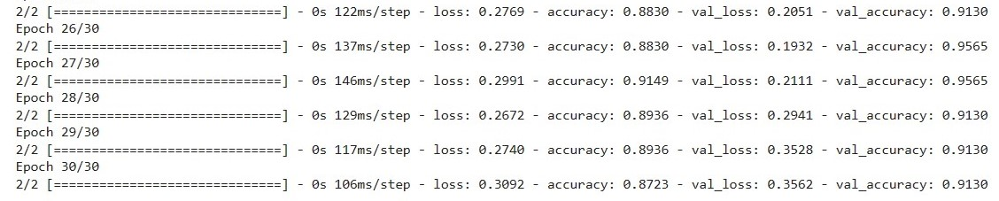 2/2 [==============================] - 0s 122ms/step - loss: 0.2769 - accuracy: 0.8830 - val_loss: 0.2051 - val_accuracy: 0.9130
Epoch 26/30
2/2 [==============================] - 0s 137ms/step - loss: 0.2730 - accuracy: 0.8830 - val_loss: 0.1932 - val_accuracy: 0.9565
Epoch 27/30
2/2 [==============================] - 0s 146ms/step - loss: 0.2991 - accuracy: 0.9149 - val_loss: 0.2111 - val_accuracy: 0.9565
Epoch 28/30
2/2 [==============================] - 0s 129ms/step - loss: 0.2672 - accuracy: 0.8936 - val_loss: 0.2941 - val_accuracy: 0.9130
Epoch 29/30
2/2 [==============================] - 0s 117ms/step - loss: 0.2740 - accuracy: 0.8936 - val_loss: 0.3528 - val_accuracy: 0.9130
Epoch 30/30
2/2 [==============================] - 0s 106ms/step - loss: 0.3092 - accuracy: 0.8723 - val_loss: 0.3562 - val_accuracy: 0.9130